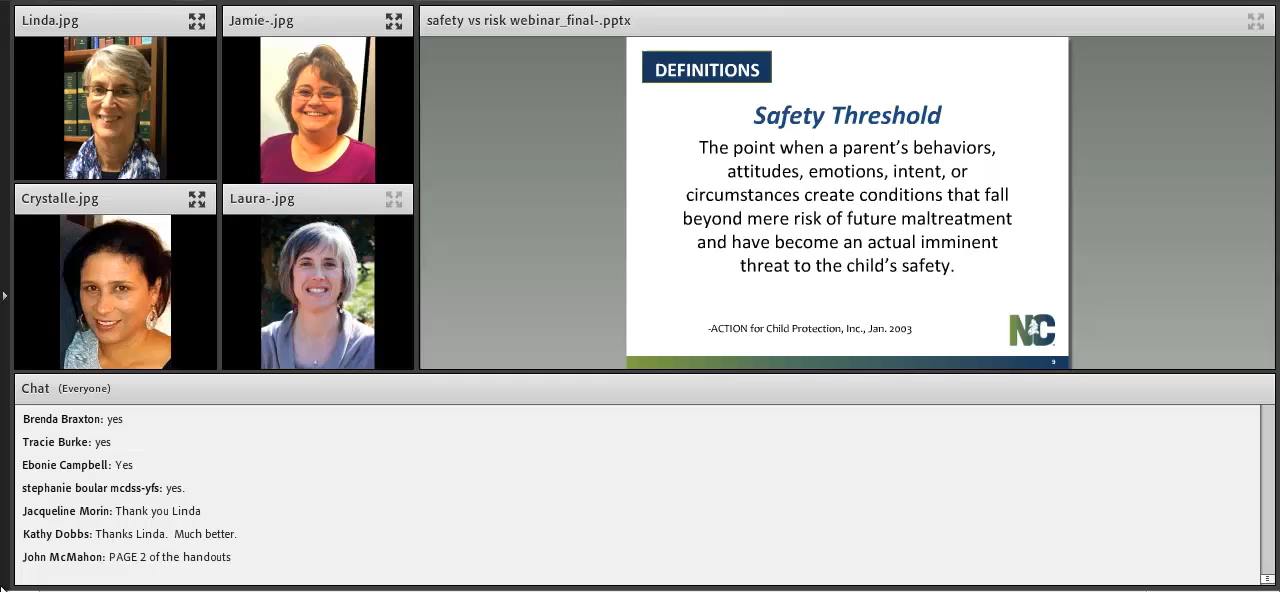 Linda.jpg
Jamie-.jpg
safety vs risk webinar_final-.pptx
DEFINITIONS
Safety Threshold
The point when a parent's behaviors,
attitudes, emotions, intent, or
circumstances create conditions that fall
beyond mere risk of future maltreatment
and have become an actual imminent
threat to the child's safety.
-ACTION for Child Protection, Inc., Jan. 2003
NC
9
Crystalle.jpg
Laura-.jpg
Chat (Everyone)
Brenda Braxton: yes
Tracie Burke: yes
Ebonie Campbell: Yes
stephanie boular mcdss-yfs: yes.
Jacqueline Morin: Thank you Linda
Kathy Dobbs: Thanks Linda.  Much better.
John McMahon: PAGE 2 of the handouts